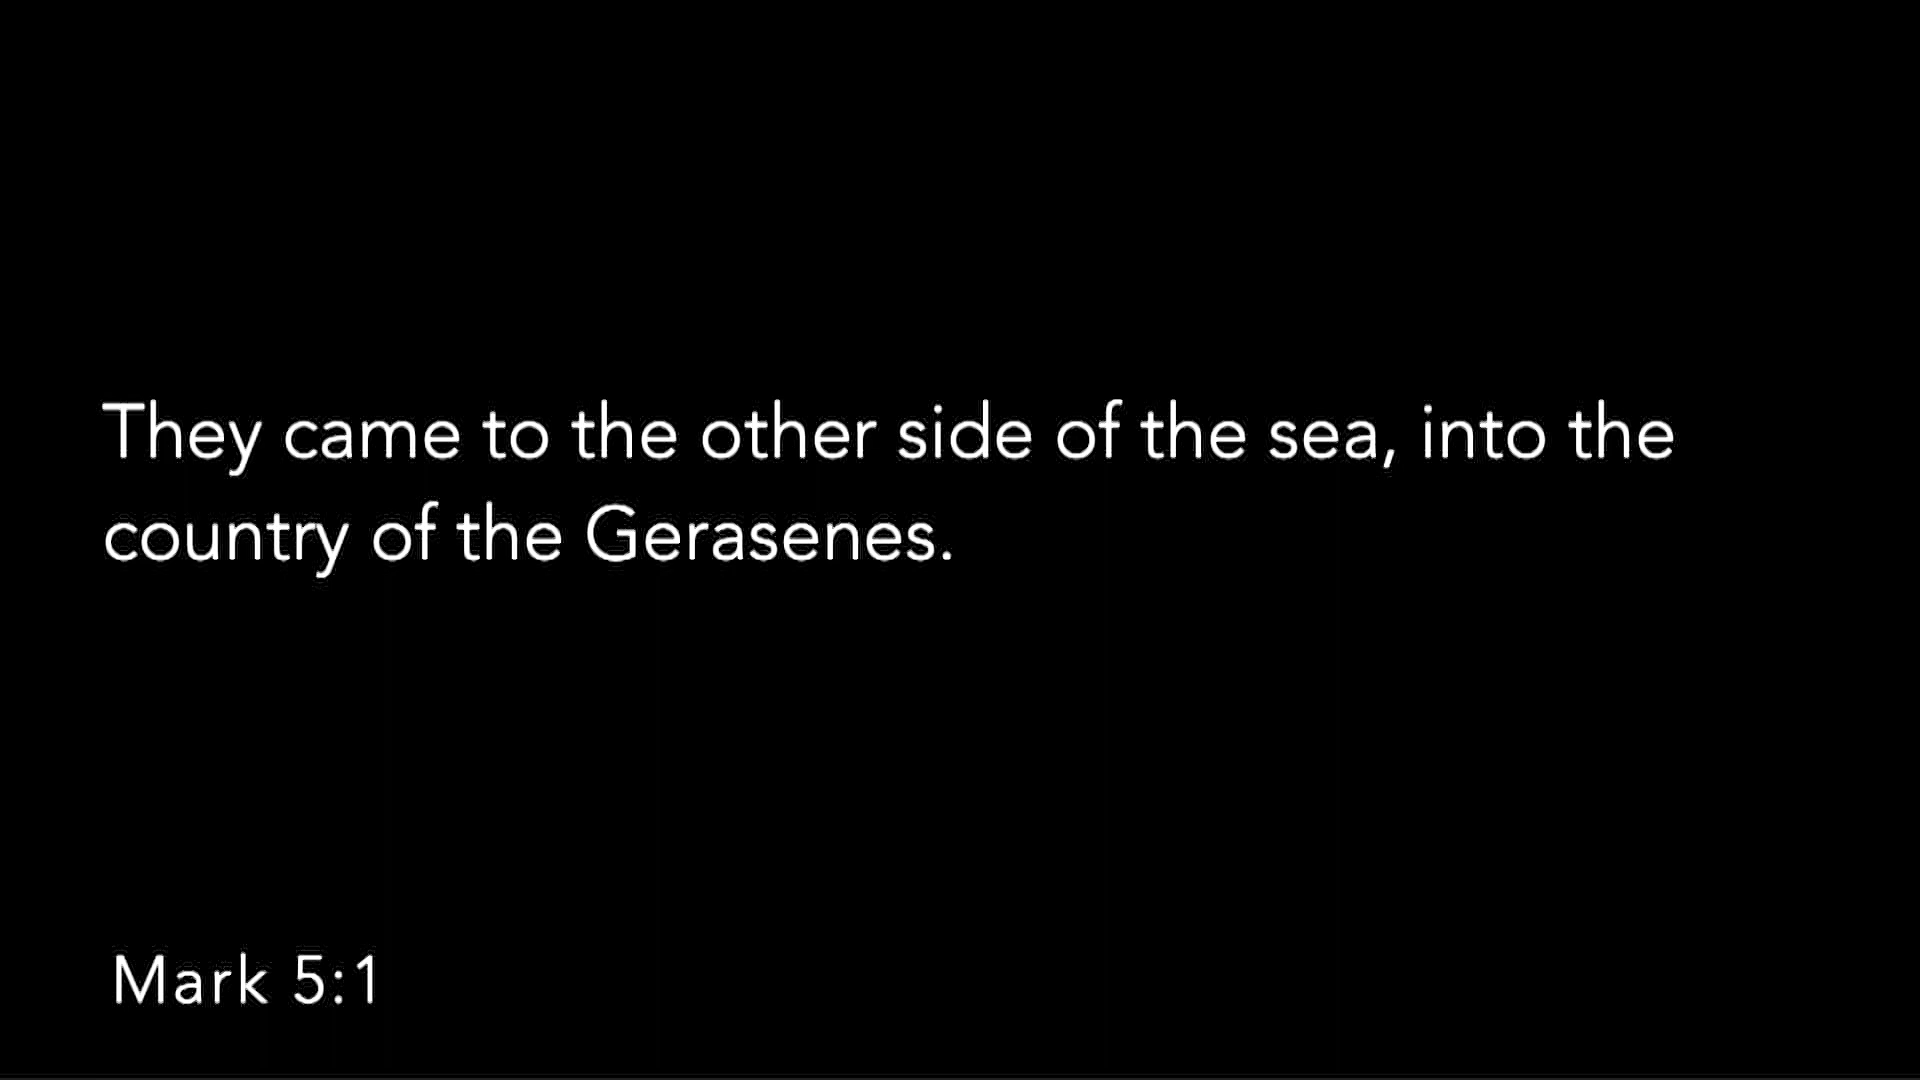 They came to the other side of the sea, into the
country of the Gerasenes.
Mark 5:1